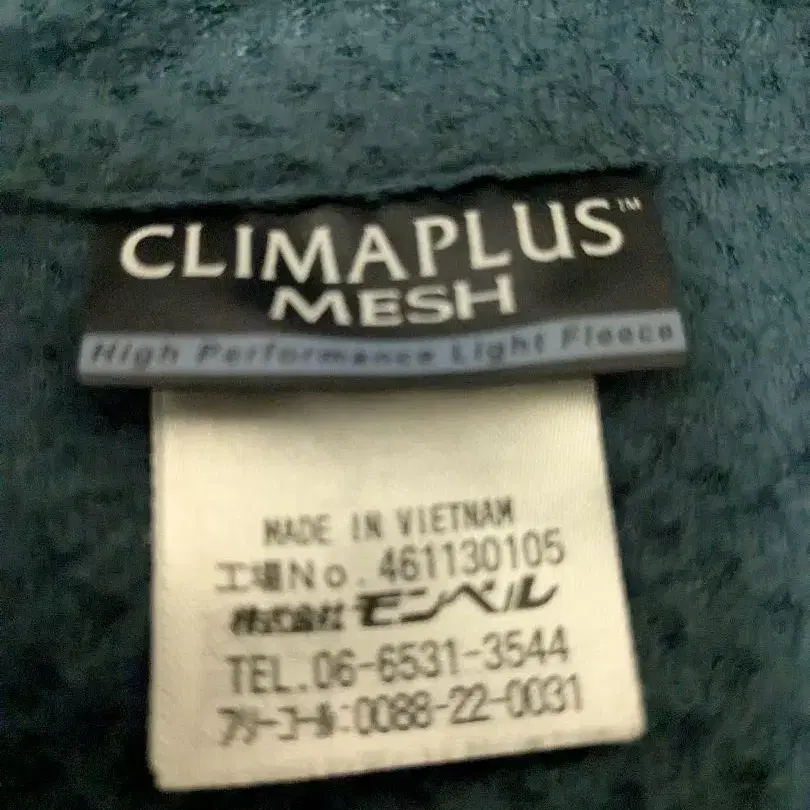 CLIMAPLUS™
MESH
High Performance Light Fleece
MADE IN VIETNAM
工場No.461130105
株式会社モンベル
TEL.06-6531-3544
フリーコール:0088-22-0031